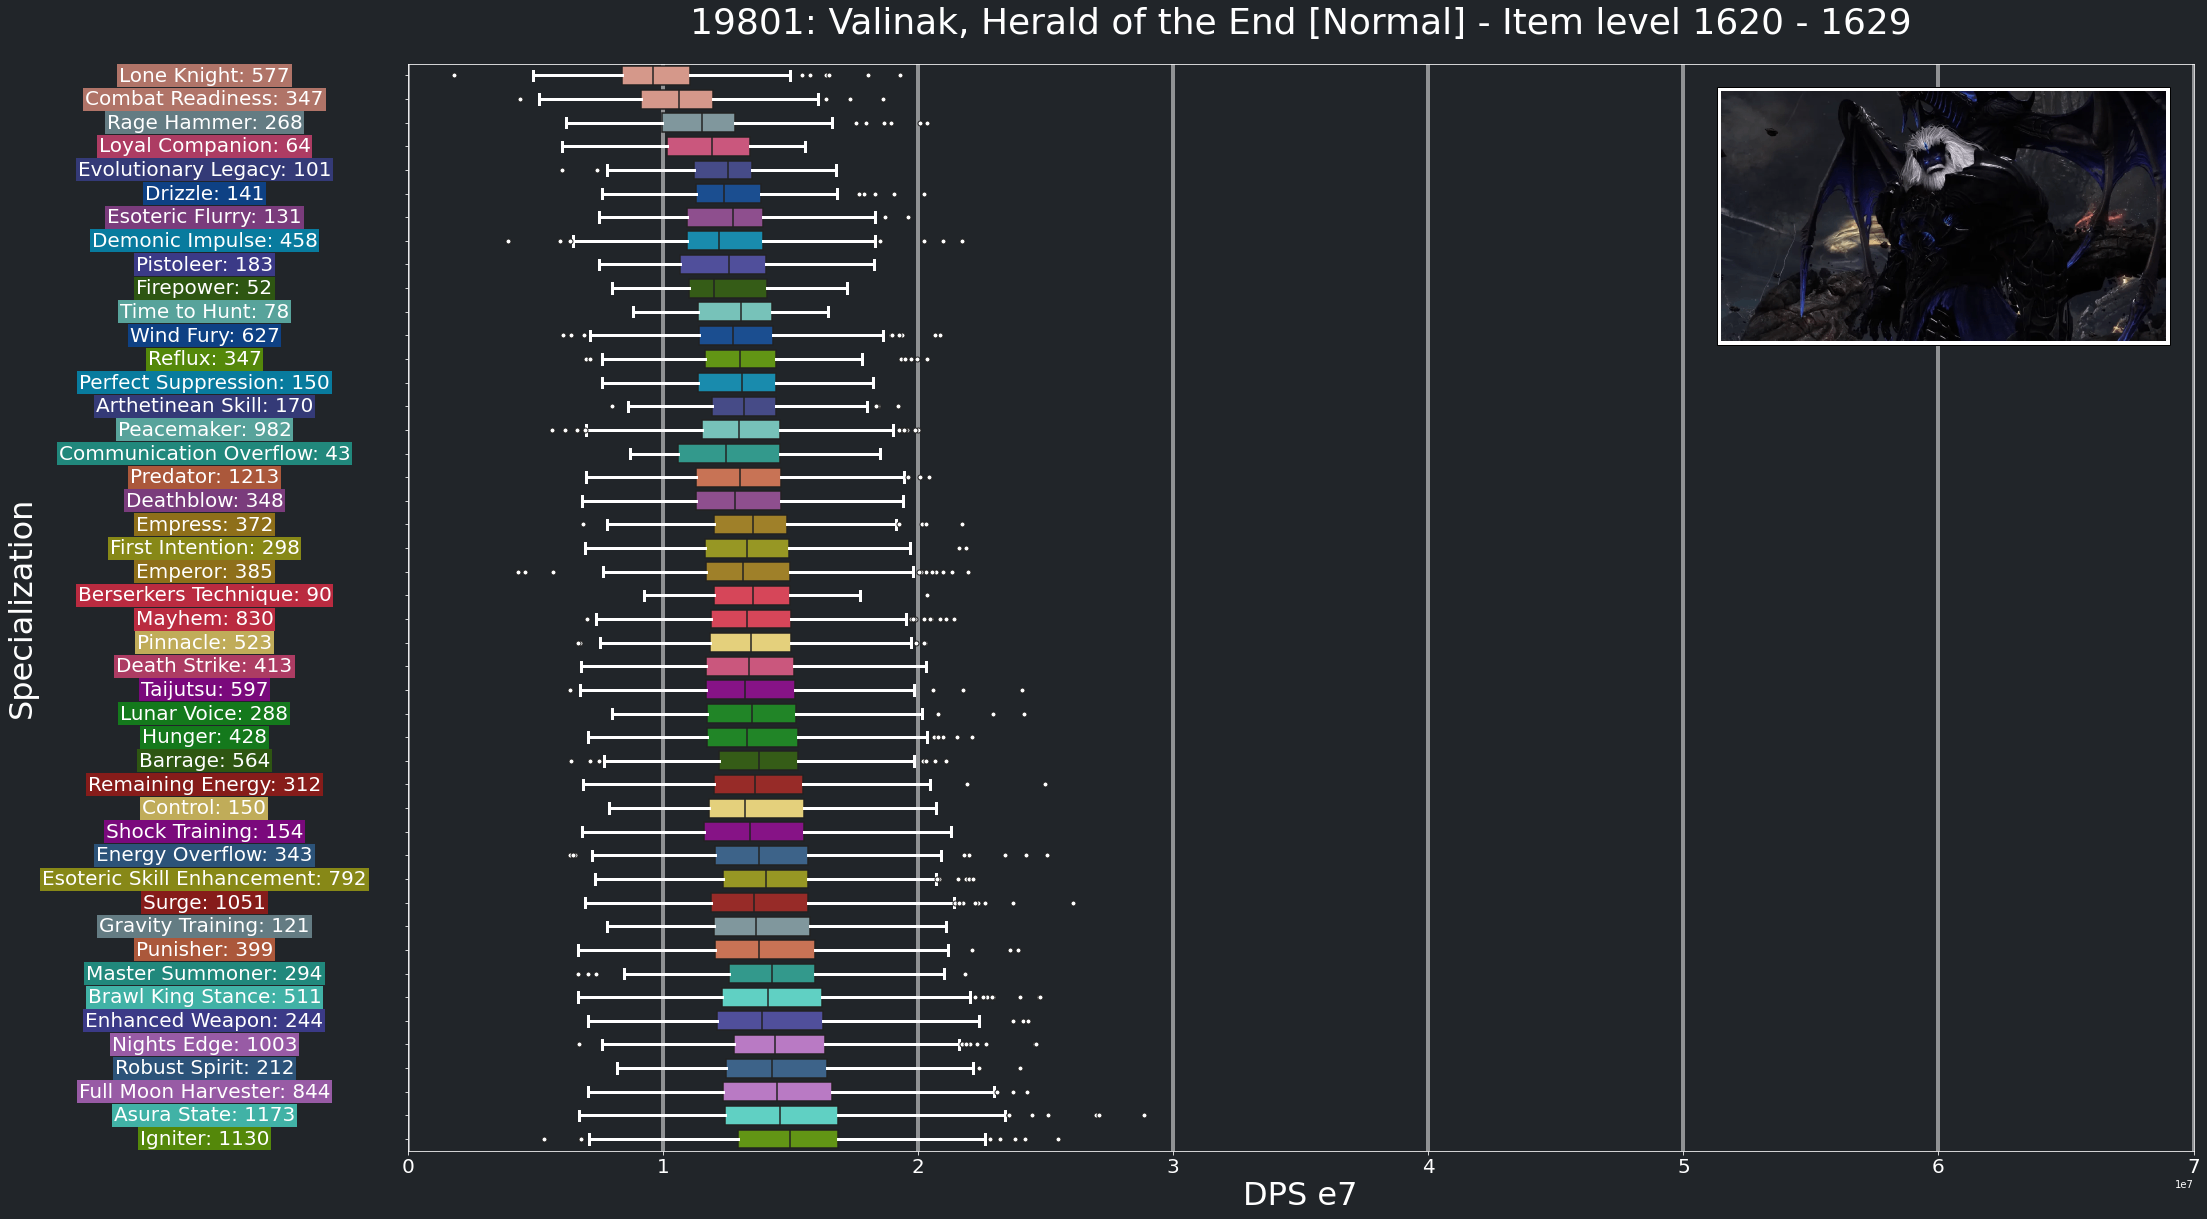 19801: Valinak, Herald of the End [Normal] - Item level 1620 - 1629
Specialization
Lone Knight: 577
Combat Readiness: 347
Rage Hammer: 268
Loyal Companion: 64
Evolutionary Legacy: 101
Drizzle: 141
Esoteric Flurry: 131
Demonic Impulse: 458
Pistoleer: 183
Firepower: 52
Time to Hunt: 78
Wind Fury: 627
Reflux: 347
Perfect Suppression: 150
Arthetinean Skill: 170
Peacemaker: 982
Communication Overflow: 43
Predator: 1213
Deathblow: 348
Empress: 372
First Intention: 298
Emperor: 385
Berserkers Technique: 90
Mayhem: 830
Pinnacle: 523
Death Strike: 413
Taijutsu: 597
Lunar Voice: 288
Hunger: 428
Barrage: 564
Remaining Energy: 312
Control: 150
Shock Training: 154
Energy Overflow: 343
Esoteric Skill Enhancement: 792
Surge: 1051
Gravity Training: 121
Punisher: 399
Master Summoner: 294
Brawl King Stance: 511
Enhanced Weapon: 244
Nights Edge: 1003
Robust Spirit: 212
Full Moon Harvester: 844
Asura State: 1173
Igniter: 1130
0 1 2 3 4 5 6 7
1e7
DPS e7